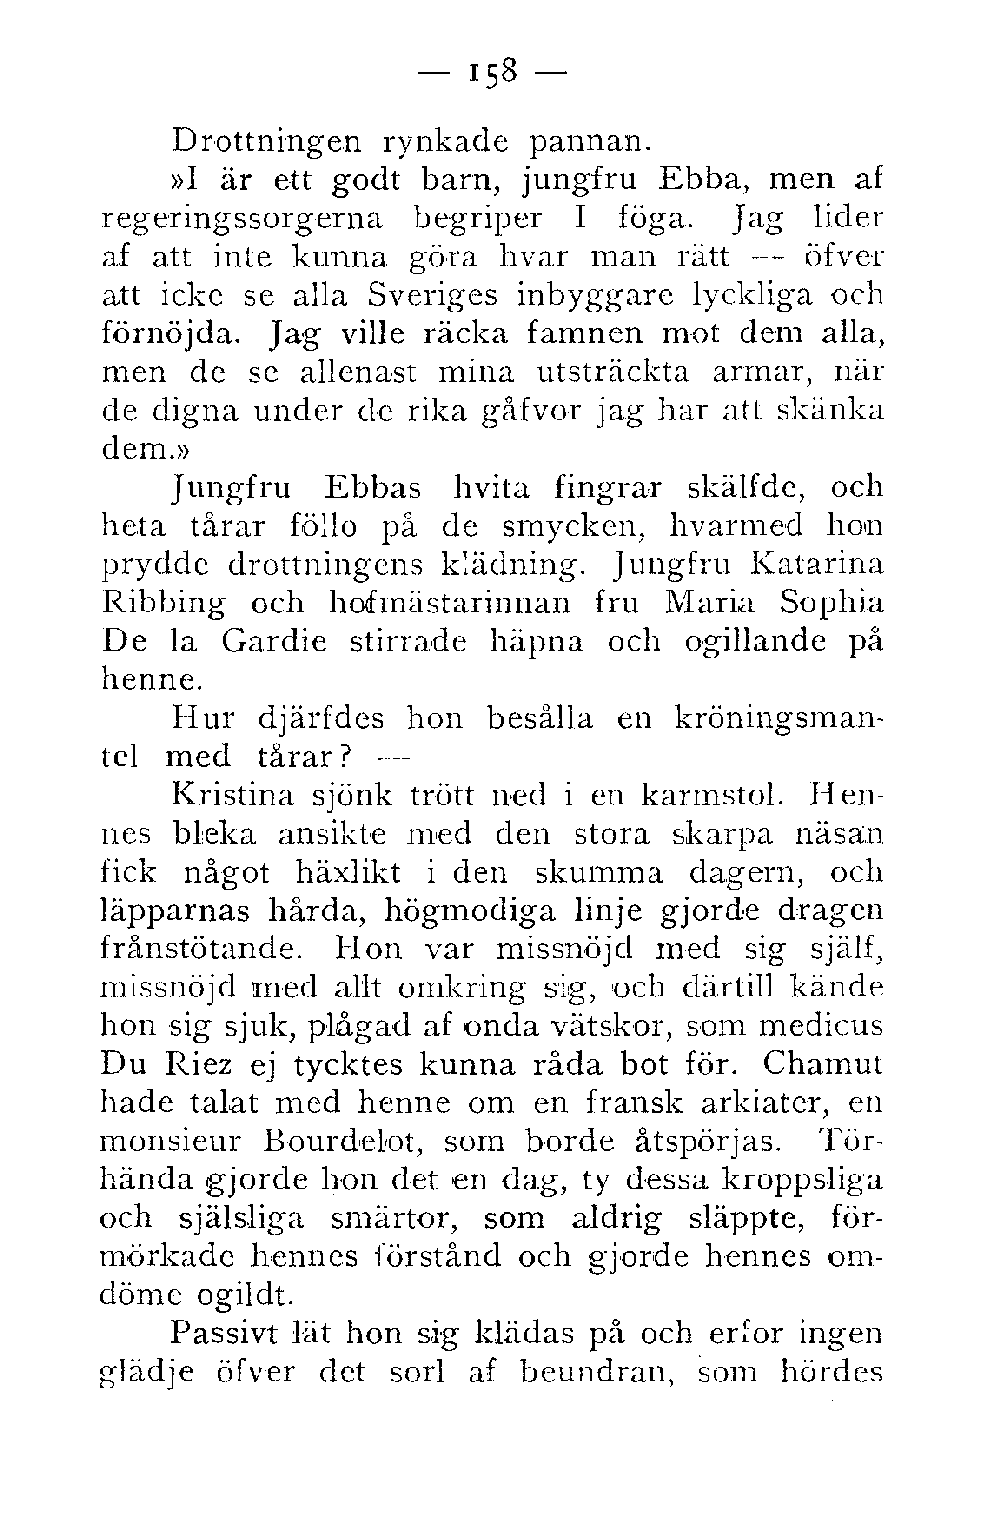 — 158 —
Drottningen rynkade pannan.
»I är ett godt barn, jungfru Ebba, men af
regeringssorgerna begriper I föga. Jag lider
af att inte kunna göra hvar man rätt — öfver
att icke se alla Sveriges inbyggare lyckliga och
förnöjda. Jag ville räcka famnen mot dem alla,
men de se allenast mina utsträckta armar, när
de digna under de rika gåfvor jag har att skänka
dem.»
Jungfru Ebbas hvita fingrar skälfde, och
heta tårar föllo på de smycken, hvarmed hon
prydde drottningens klädning. Jungfru Katarina
Ribbing och hofmästarinnan fru Maria Sophia
De la Gardie stirrade häpna och ogillande på
henne.
Hur djärfdes hon besålla en kröningsman-
tel med tårar? —
Kristina sjönk trött ned i en karmstol. Hen-
nes bleka ansikte med den stora skarpa näsan
fick något häxlikt i den skumma dagern, och
läpparnas hårda, högmodiga linje gjorde dragen
frånstötande. Hon var missnöjd med sig själf,
missnöjd med allt omkring sig, och därtill kände
hon sig sjuk, plågad af onda vätskor, som medicus
Du Riez ej tycktes kunna råda bot för. Chamut
hade talat med henne om en fransk arkiater, en
monsieur Bourdelot, som borde åtspörjas. Tör-
hända gjorde hon det en dag, ty dessa kroppsliga
och själsliga smärtor, som aldrig släppte, för-
mörkade hennes förstånd och gjorde hennes om-
döme ogildt.
Passivt lät hon sig klädas på och erfor ingen
glädje öfver det sorl af beundran, som hördes